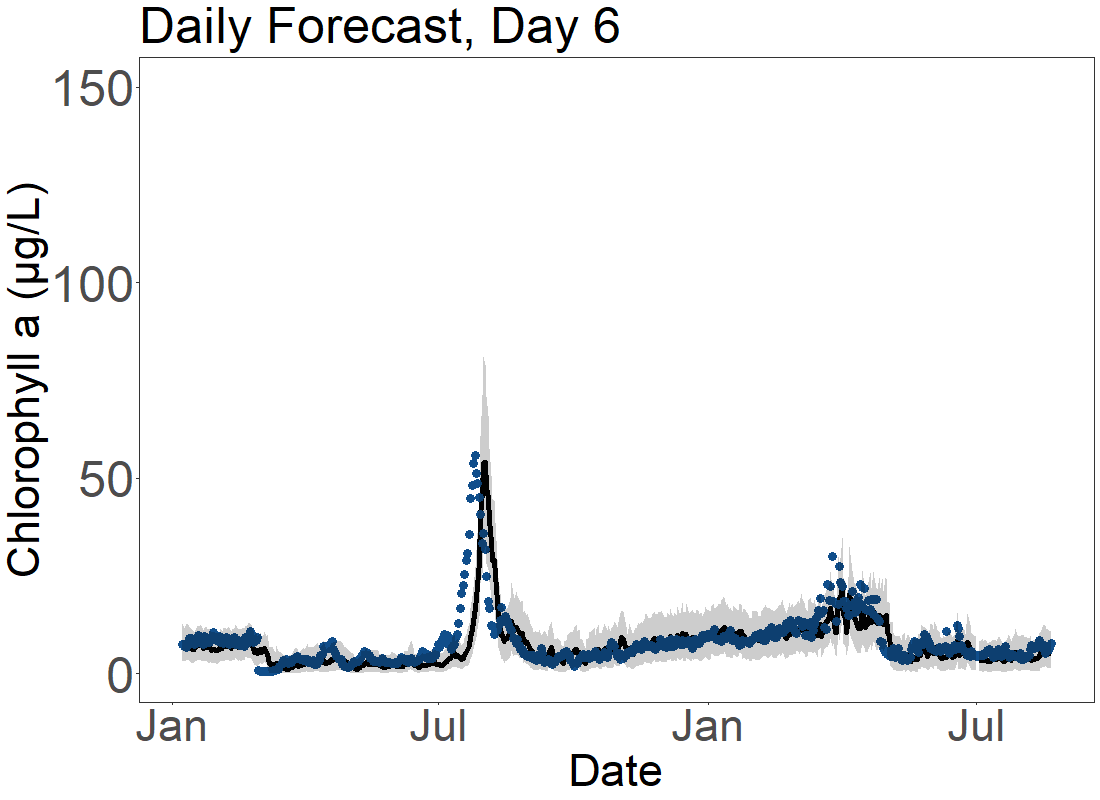 Daily Forecast, Day 6
Chlorophyll a (µg/L)
150
100
50
0
Jan
Jul
Jan
Jul
Date